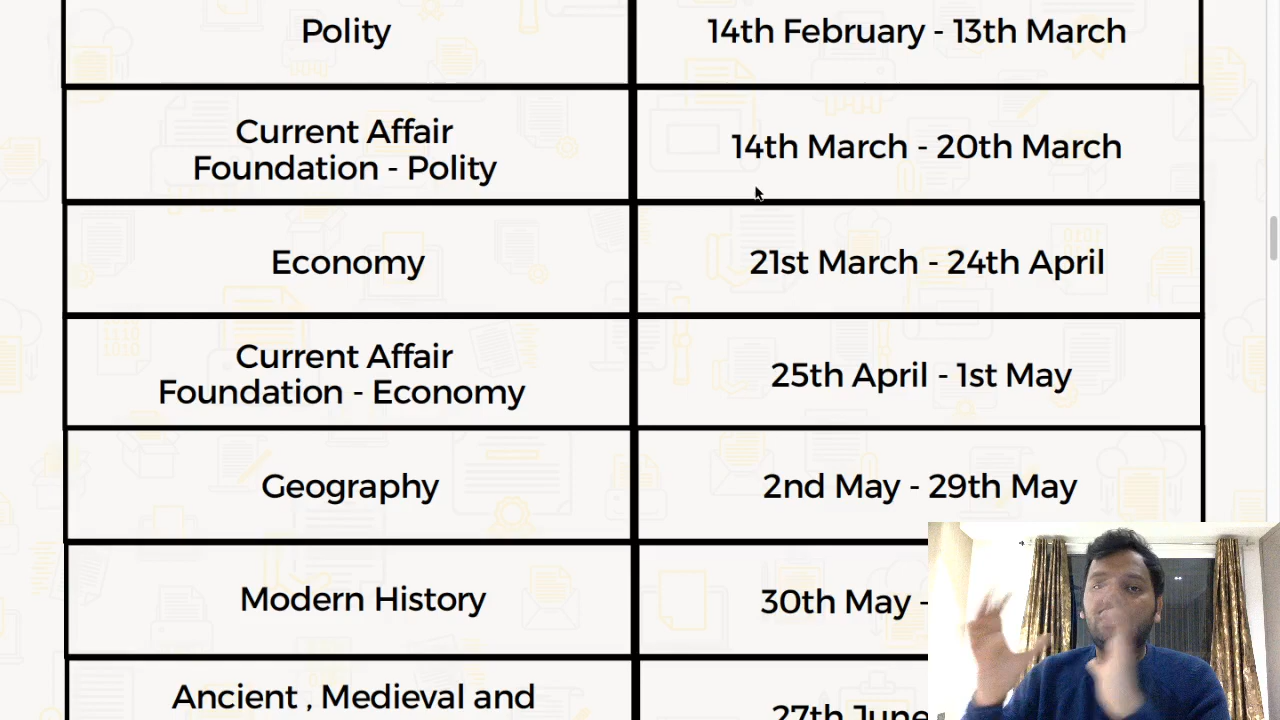 Polity
14th February - 13th March
Current Affair
Foundation - Polity
14th March - 20th March
Economy
21st March - 24th April
Current Affair
Foundation - Economy
25th April - 1st May
Geography
2nd May - 29th May
Modern History
30th May -
Ancient , Medieval and
27th June